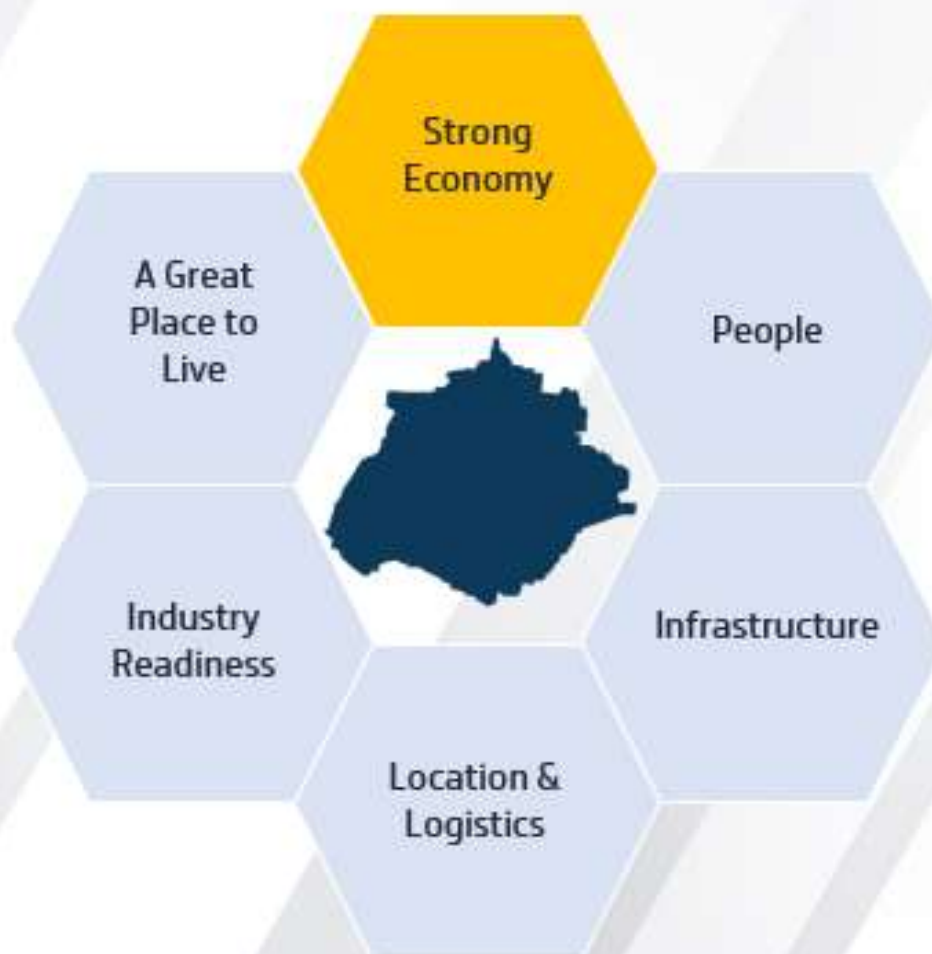 Strong
Economy
A Great
Place to
Live
People
Industry
Readiness
Infrastructure
Location &
Logistics